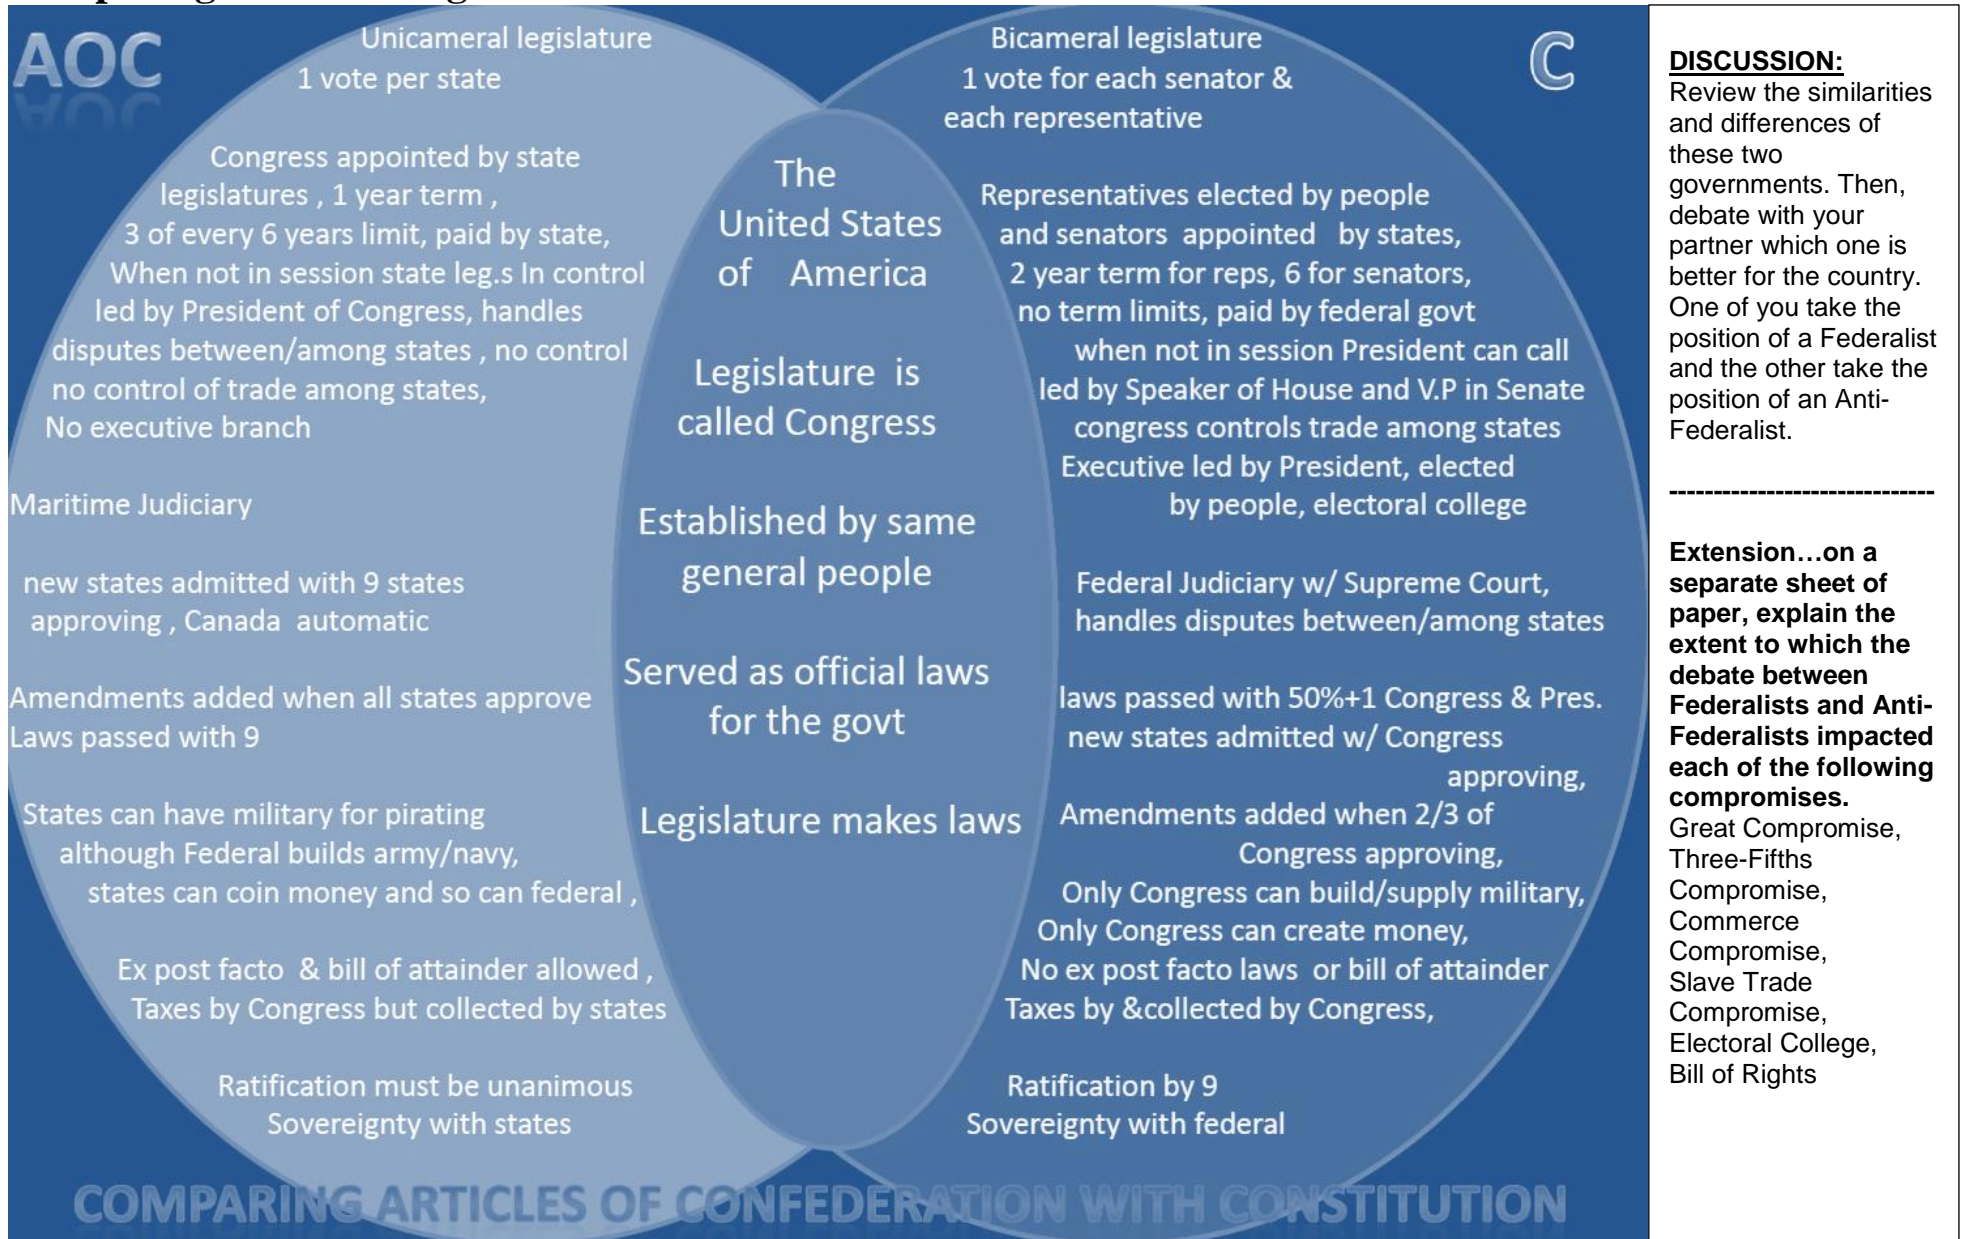 AOC
Unicameral legislature
1 vote per state
Congress appointed by state
legislatures , 1 year term ,
3 of every 6 years limit, paid by state,
When not in session state leg.s In control
led by President of Congress, handles
disputes between/among states , no control
no control of trade among states,
No executive branch
Maritime Judiciary
new states admitted with 9 states
approving , Canada automatic
Amendments added when all states approve
Laws passed with 9
States can have military for pirating
although Federal builds army/navy,
states can coin money and so can federal ,
Ex post facto & bill of attainder allowed ,
Taxes by Congress but collected by states
Ratification must be unanimous
Sovereignty with states
The
United States
of America
Legislature is
called Congress
Established by same
general people
Served as official laws
for the govt
Legislature makes laws
C
Bicameral legislature
1 vote for each senator &
each representative
Representatives elected by people
and senators appointed by states,
2 year term for reps, 6 for senators,
no term limits, paid by federal govt
when not in session President can call
led by Speaker of House and V.P in Senate
congress controls trade among states
Executive led by President, elected
by people, electoral college
Federal Judiciary w/ Supreme Court,
handles disputes between/among states
laws passed with 50%+1 Congress & Pres.
new states admitted w/ Congress
approving,
Amendments added when 2/3 of
Congress approving,
Only Congress can build/supply military,
Only Congress can create money,
No ex post facto laws or bill of attainder
Taxes by &collected by Congress,
Ratification by 9
Sovereignty with federal
COMPARING ARTICLES OF CONFEDERATION WITH CONSTITUTION
DISCUSSION:
Review the similarities
and differences of
these two
governments. Then,
debate with your
partner which one is
better for the country.
One of you take the
position of a Federalist
and the other take the
position of an Anti-
Federalist.
------------------------------
Extension…on a
separate sheet of
paper, explain the
extent to which the
debate between
Federalists and Anti-
Federalists impacted
each of the following
compromises.
Great Compromise,
Three-Fifths
Compromise,
Commerce
Compromise,
Slave Trade
Compromise,
Electoral College,
Bill of Rights